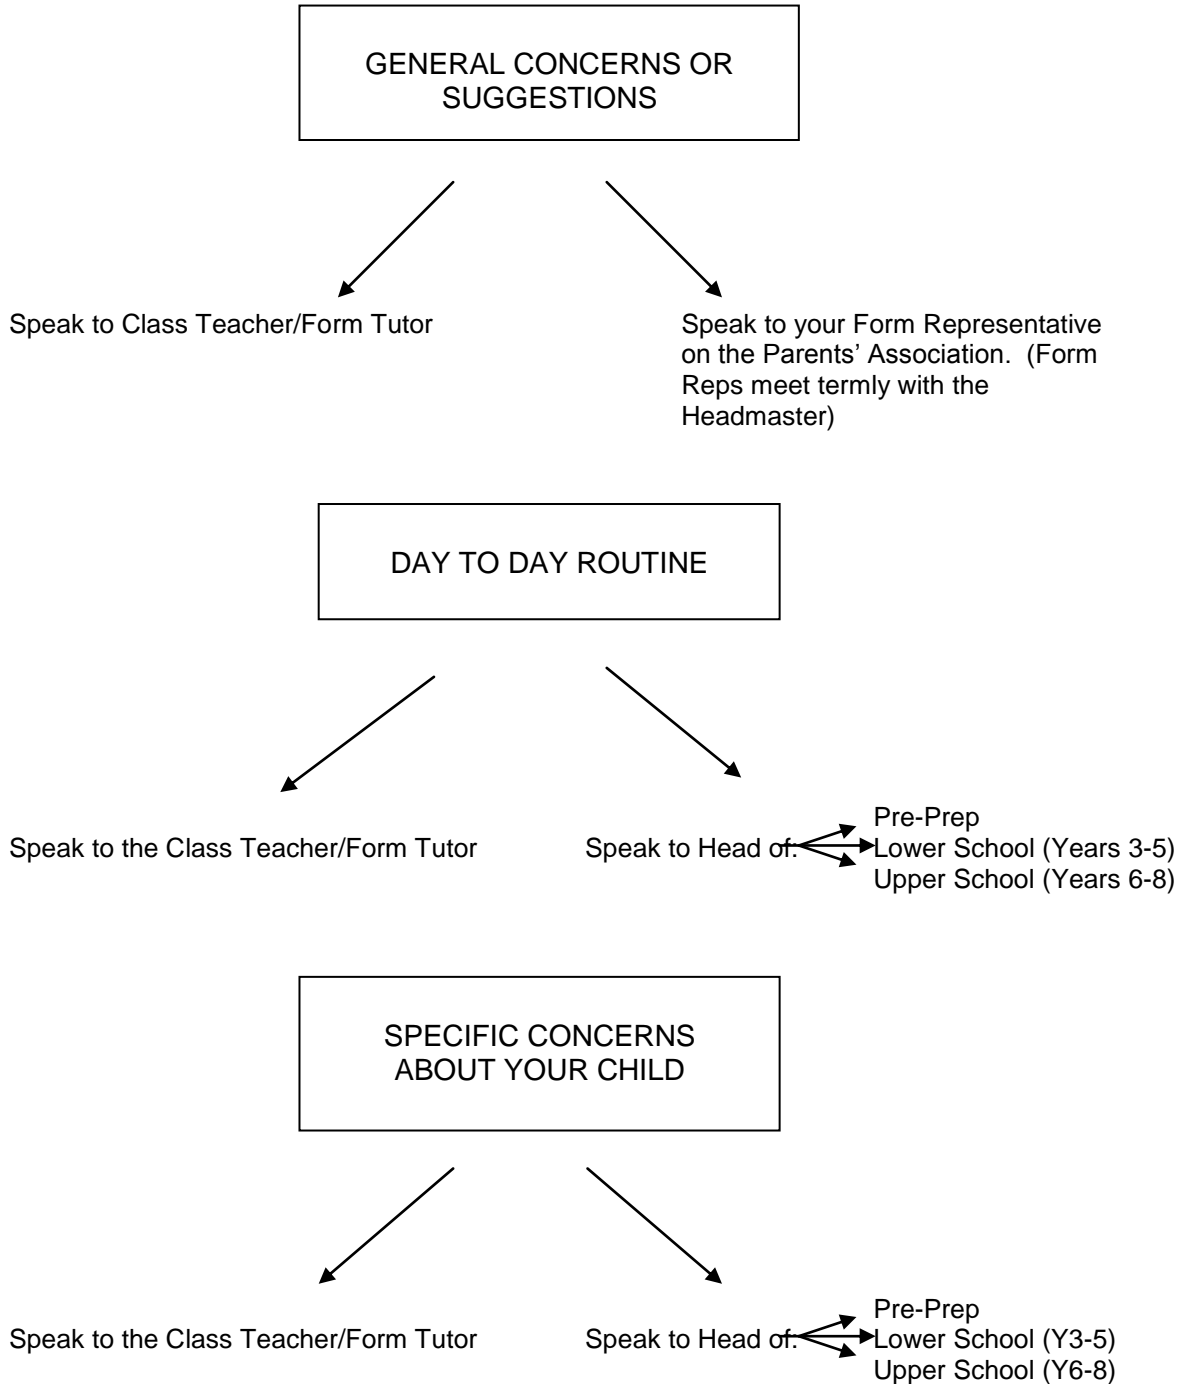 GENERAL CONCERNS OR
SUGGESTIONS
Speak to Class Teacher/Form Tutor
Speak to your Form Representative
on the Parents’ Association.  (Form
Reps meet termly with the
Headmaster)
DAY TO DAY ROUTINE
Speak to the Class Teacher/Form Tutor
Speak to Head of:
Pre-Prep
Lower School (Years 3-5)
Upper School (Years 6-8)
SPECIFIC CONCERNS
ABOUT YOUR CHILD
Speak to the Class Teacher/Form Tutor
Speak to Head of:
Pre-Prep
Lower School (Y3-5)
Upper School (Y6-8)